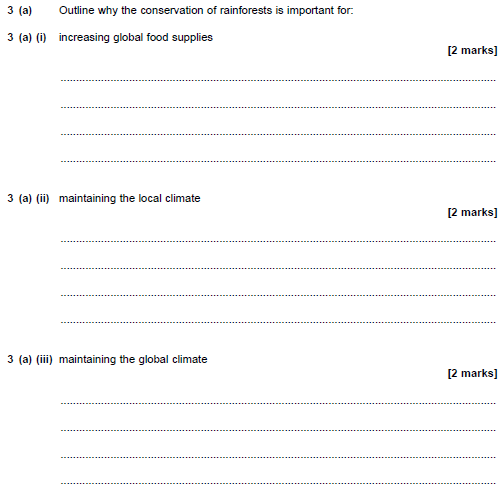 3 (a) Outline why the conservation of rainforests is important for:
3 (a) (i) increasing global food supplies
[2 marks]
3 (a) (ii) maintaining the local climate
[2 marks]
3 (a) (iii) maintaining the global climate
[2 marks]